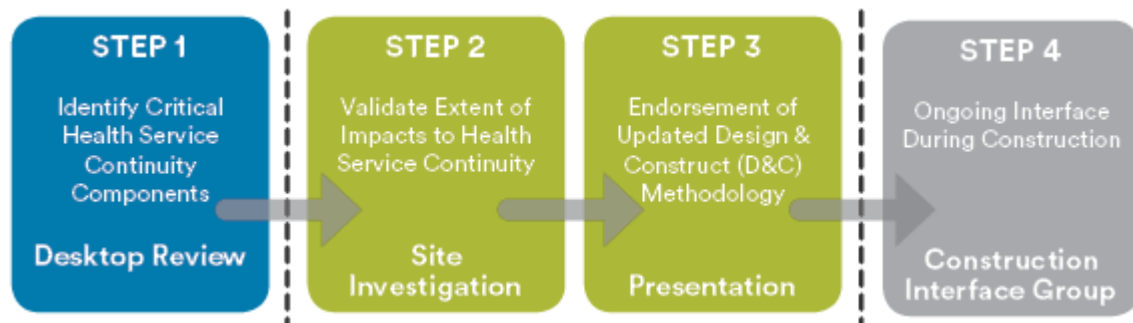 STEP 1
Identify Critical
Health Service
Continuity
Components
Desktop Review
STEP 2
Validate Extent of
Impacts to Health
Service Continuity
Site
Investigation
STEP 3
Endorsement of
Updated Design &
Construct (D&C)
Methodology
Presentation
STEP 4
Ongoing Interface
During Construction
Construction
Interface Group